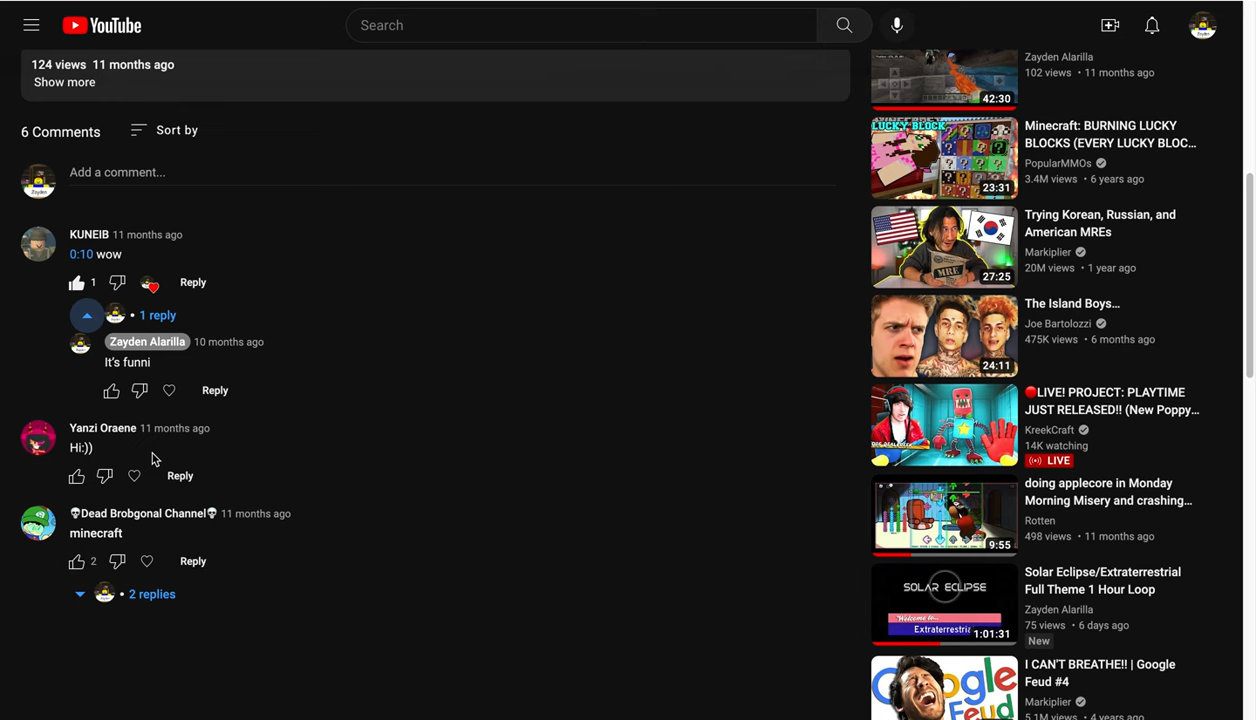 YouTube
Search
124 views 11 months ago
Show more
6 Comments
Sort by
Add a comment...
KUNEIB 11 months ago
0:10 wow
1
Reply
• 1 reply
Zayden Alarilla 10 months ago
It's funni
Reply
Yanzi Oraene 11 months ago
Hi:))
Reply
💀Dead Brobgonal Channel💀 11 months ago
minecraft
2
Reply
• 2 replies
42:30
Zayden Alarilla
102 views • 11 months ago
LUCKY BLOCK
23:31
Minecraft: BURNING LUCKY
BLOCKS (EVERY LUCKY BLOC...
PopularMMOs
3.4M views • 6 years ago
MRE
27:25
Trying Korean, Russian, and
American MREs
Markiplier
20M views • 1 year ago
24:11
The Island Boys...
Joe Bartolozzi
475K views • 6 months ago
🔴LIVE! PROJECT: PLAYTIME
JUST RELEASED!! (New Poppy...
KreekCraft
14K watching
LIVE
9:55
doing applecore in Monday
Morning Misery and crashing...
Rotten
498 views • 11 months ago
SOLAR ECLIPSE
Welcome to...
Extraterrestria
1:01:31
Solar Eclipse/Extraterrestrial
Full Theme 1 Hour Loop
Zayden Alarilla
75 views • 6 days ago
New
Google
Feud
I CAN'T BREATHE!! | Google
Feud #4
Markiplier
5.1M views • 4 years ago